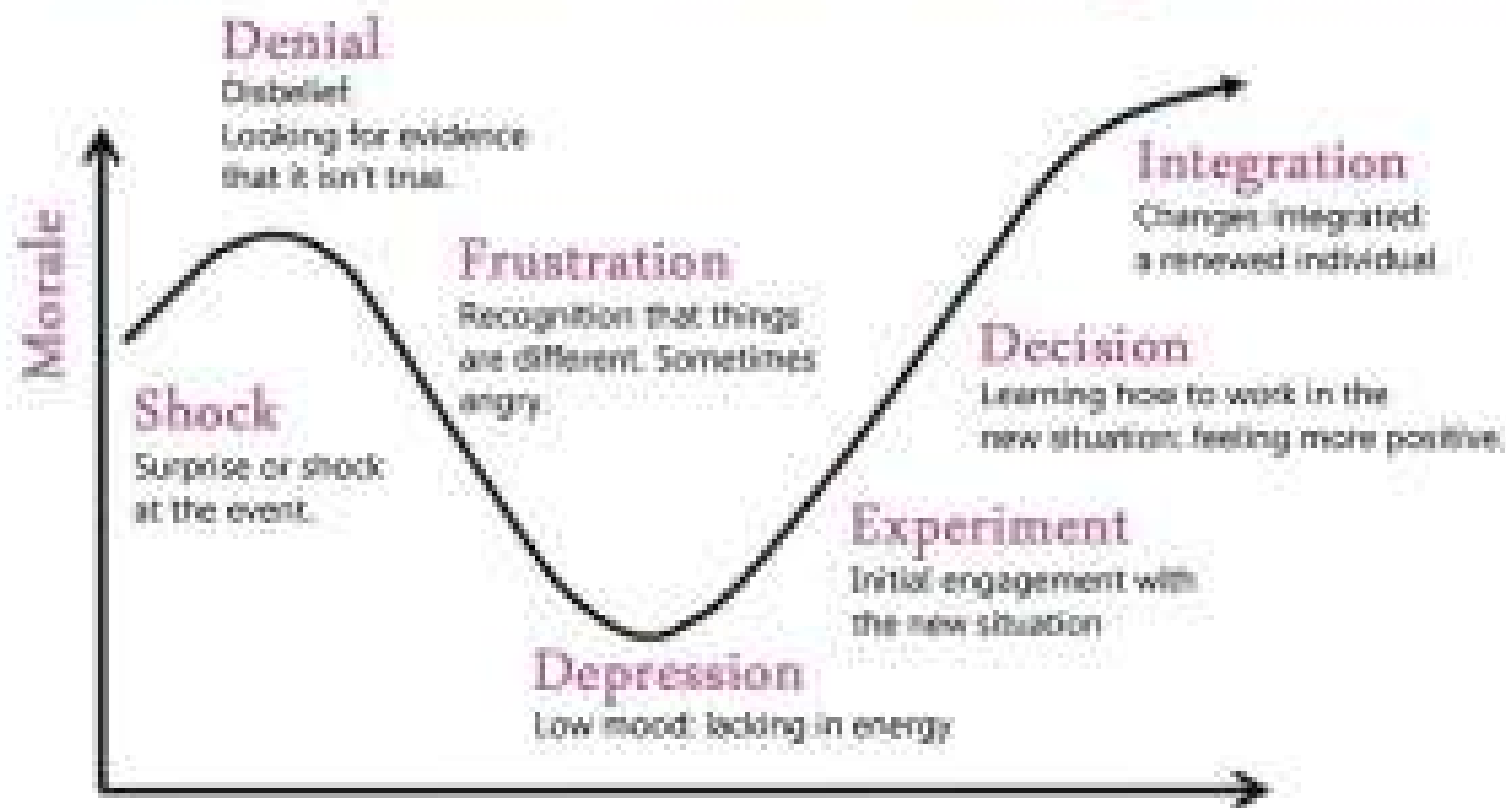 Denial
Disbelief
Looking for evidence
that it isn't true.
Morale
Shock
Surprise or shock
at the event.
Frustration
Recognition that things
are different. Sometimes
angry.
Depression
Low mood: lacking in energy
Experiment
Initial engagement with
the new situation
Decision
Learning how to work in the
new situation: feeling more positive.
Integration
Changes integrated:
a renewed individual.